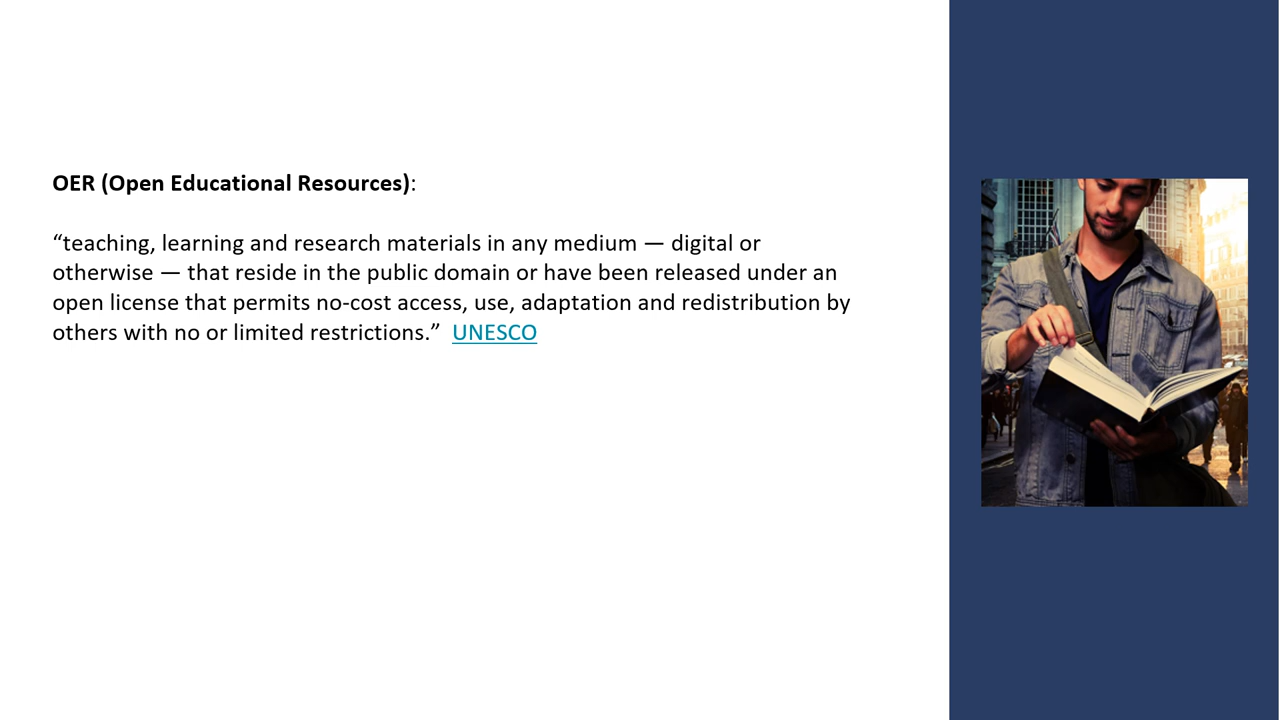 OER (Open Educational Resources):
“teaching, learning and research materials in any medium — digital or
otherwise — that reside in the public domain or have been released under an
open license that permits no-cost access, use, adaptation and redistribution by
others with no or limited restrictions.” UNESCO